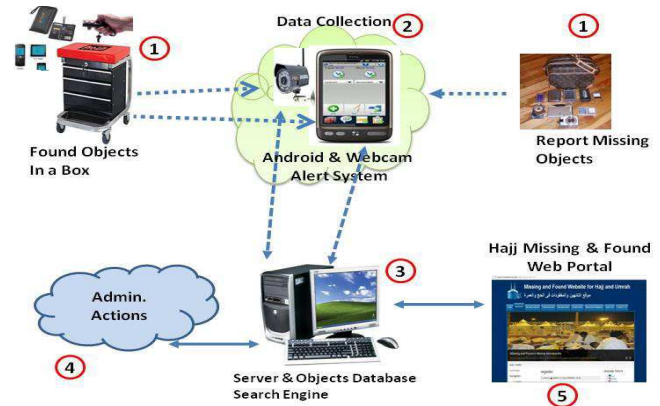 Data Collection
2
1
1
Found Objects
In a Box
Android & Webcam
Alert System
Report Missing
Objects
3
Hajj Missing & Found
Web Portal
Missing and Found Website for Hajj and Umrah
Admin.
Actions
4
Server & Objects Database
Search Engine
5